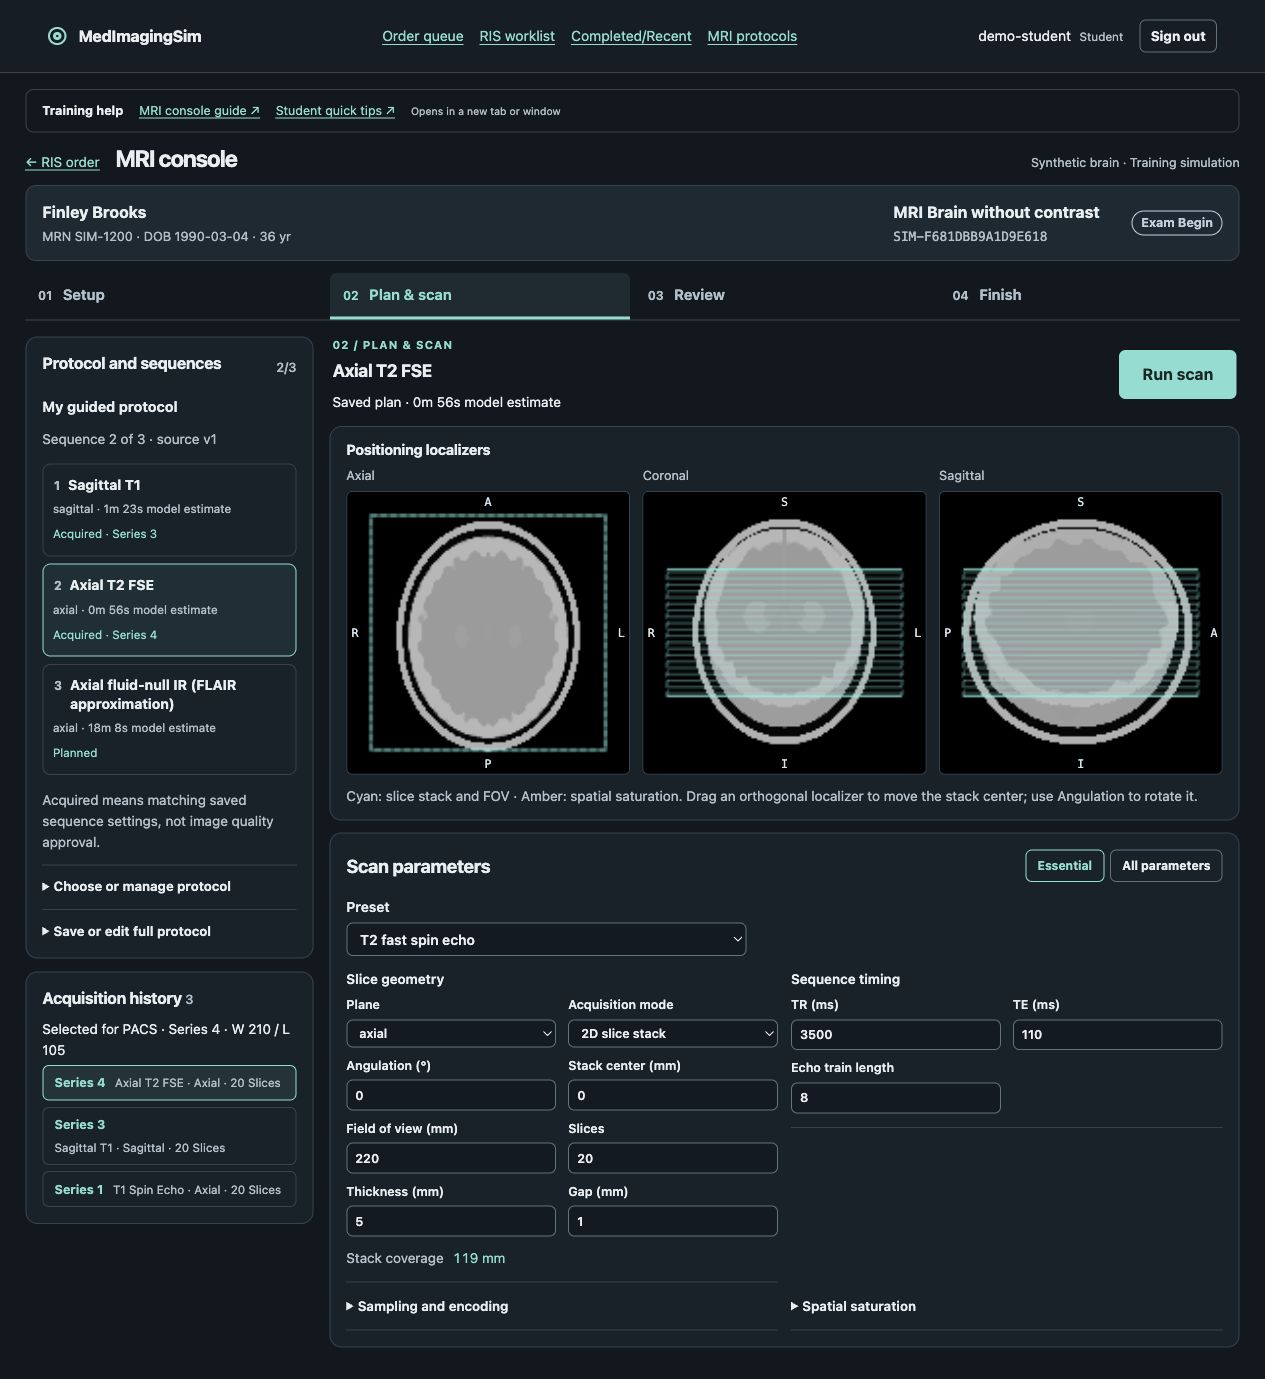 MedImagingSim
Order queue RIS worklist Completed/Recent MRI protocols
demo-student Student Sign out
Training help MRI console guide ↗ Student quick tips ↗ Opens in a new tab or window
← RIS order MRI console
Synthetic brain · Training simulation
Finley Brooks
MRN SIM-1200 · DOB 1990-03-04 · 36 yr
MRI Brain without contrast
SIM-F681DBB9A1D9E618
Exam Begin
01 Setup
02 Plan & scan
03 Review
04 Finish
Protocol and sequences 2/3
My guided protocol
Sequence 2 of 3 · source v1
1 Sagittal T1
sagittal · 1m 23s model estimate
Acquired · Series 3
2 Axial T2 FSE
axial · 0m 56s model estimate
Acquired · Series 4
3 Axial fluid-null IR (FLAIR
approximation)
axial · 18m 8s model estimate
Planned
Acquired means matching saved
sequence settings, not image quality
approval.
Choose or manage protocol
Save or edit full protocol
Acquisition history 3
Selected for PACS · Series 4 · W 210 / L
105
Series 4 Axial T2 FSE · Axial · 20 Slices
Series 3
Sagittal T1 · Sagittal · 20 Slices
Series 1 T1 Spin Echo · Axial · 20 Slices
02 / PLAN & SCAN
Axial T2 FSE
Saved plan · 0m 56s model estimate
Run scan
Positioning localizers
Axial
A
R L
P
Coronal
S
R L
I
Sagittal
S
P A
I
Cyan: slice stack and FOV · Amber: spatial saturation. Drag an orthogonal localizer to move the stack center; use Angulation to rotate it.
Scan parameters
Essential All parameters
Preset
T2 fast spin echo
Slice geometry
Plane Acquisition mode
axial 2D slice stack
Angulation (°) Stack center (mm)
0 0
Field of view (mm) Slices
220 20
Thickness (mm) Gap (mm)
5 1
Stack coverage 119 mm
Sampling and encoding
Sequence timing
TR (ms) TE (ms)
3500 110
Echo train length
8
Spatial saturation